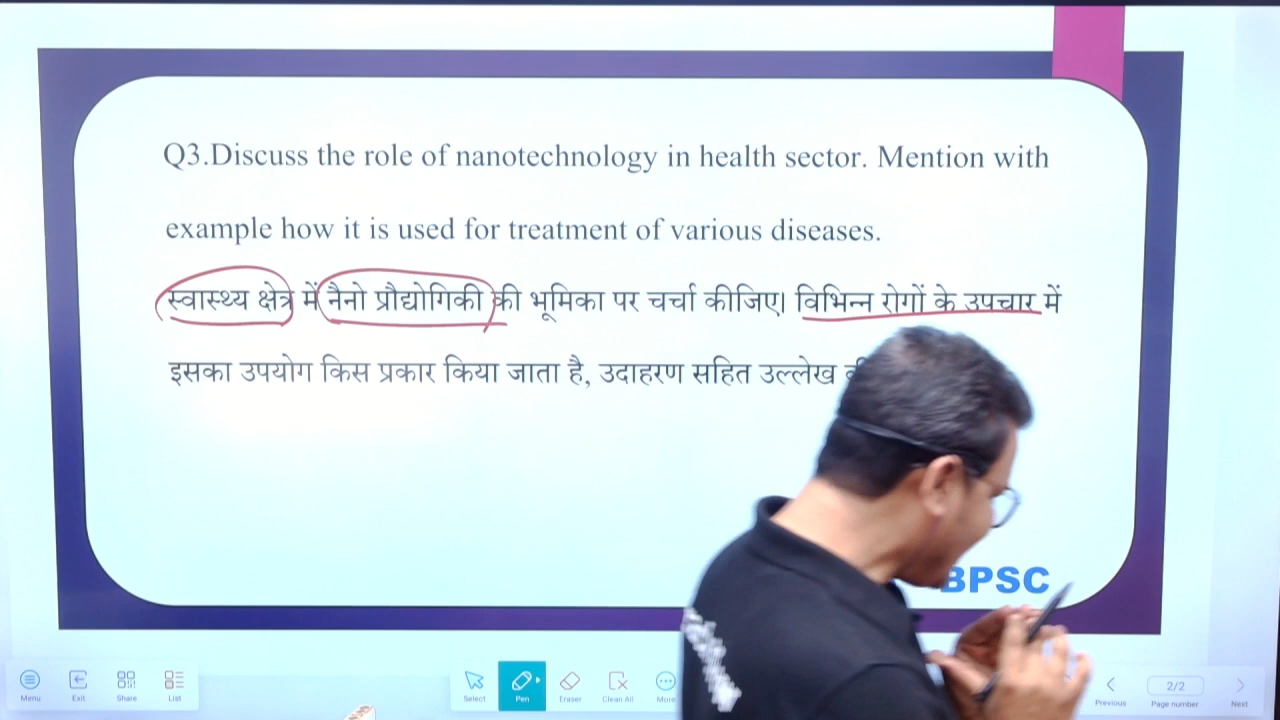 Q3.Discuss the role of nanotechnology in health sector. Mention with
example how it is used for treatment of various diseases.
स्वास्थ्य क्षेत्र में नैनो प्रौद्योगिकी की भूमिका पर चर्चा कीजिए। विभिन्न रोगों के उपचार में
इसका उपयोग किस प्रकार किया जाता है, उदाहरण सहित उल्लेख
BPSC
Menu Exit Share List Select Pen Eraser Clean All More Previous 2/2 Page number Next